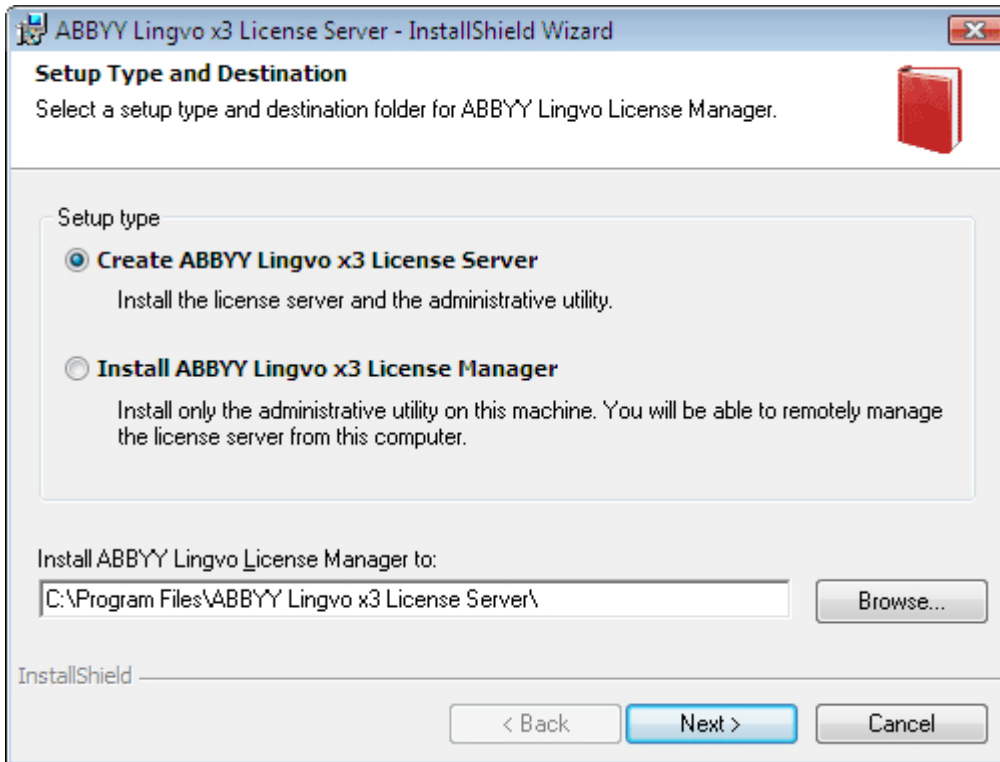 ABBYY Lingvo x3 License Server - InstallShield Wizard
Setup Type and Destination
Select a setup type and destination folder for ABBYY Lingvo License Manager.
Setup type
Create ABBYY Lingvo x3 License Server
Install the license server and the administrative utility.
Install ABBYY Lingvo x3 License Manager
Install only the administrative utility on this machine. You will be able to remotely manage
the license server from this computer.
Install ABBYY Lingvo License Manager to:
C:\Program Files\ABBYY Lingvo x3 License Server\
Browse...
InstallShield
< Back
Next >
Cancel